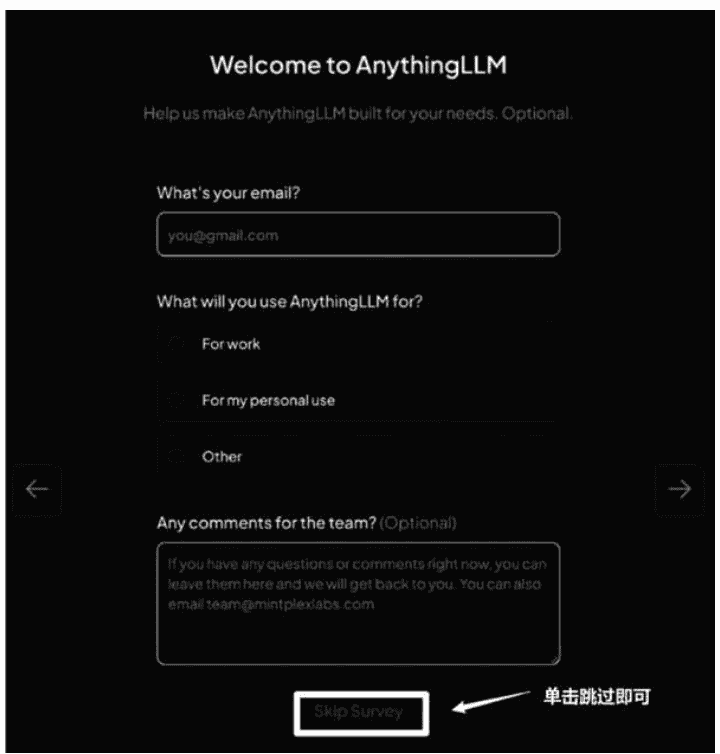 Welcome to AnythingLLM
Help us make AnythingLLM built for your needs. Optional.
What's your email?
you@gmail.com
What will you use AnythingLLM for?
For work
For my personal use
Other
Any comments for the team? (Optional)
If you have any questions or comments right now, you can
leave them here and we will get back to you. You can also
email team@mintplexlabs.com
Skip Survey
单击跳过即可